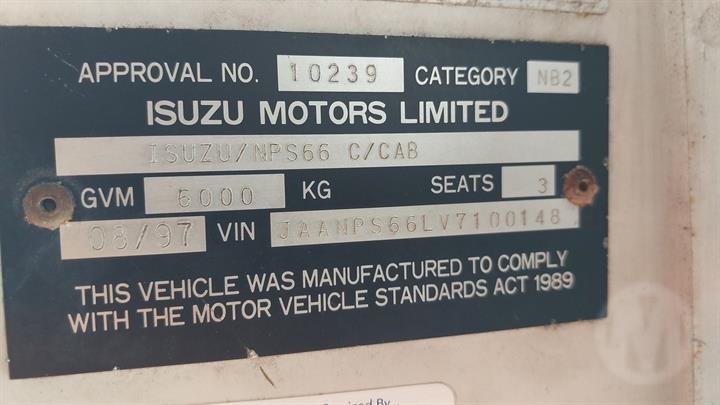 APPROVAL NO. 10239 CATEGORY NB2
ISUZU MOTORS LIMITED
ISUZU/NPS66 C/CAB
GVM 6000 KG SEATS 3
08/97 VIN JAANPS66LV7100148
THIS VEHICLE WAS MANUFACTURED TO COMPLY
WITH THE MOTOR VEHICLE STANDARDS ACT 1989